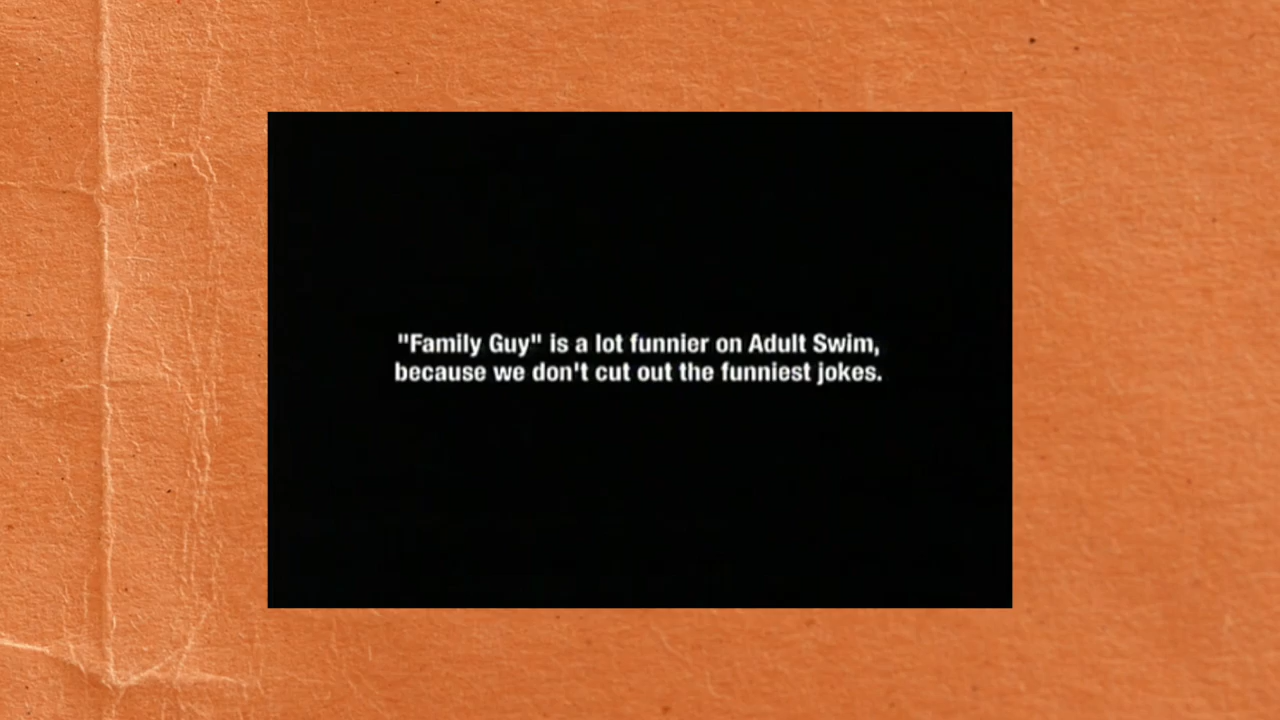 "Family Guy" is a lot funnier on Adult Swim,
because we don't cut out the funniest jokes.